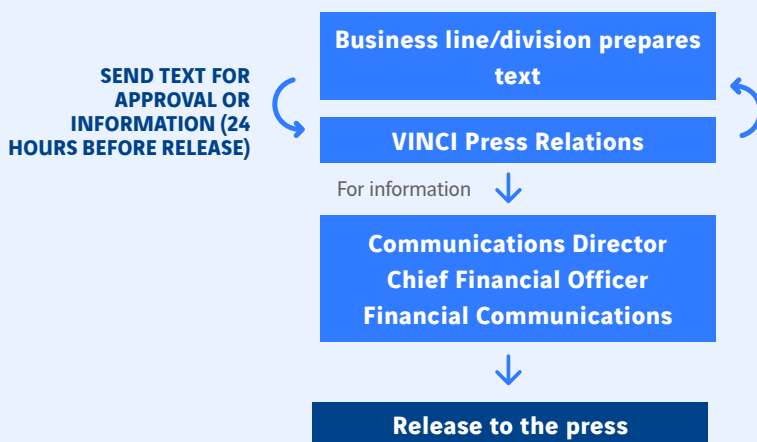 Business line/division prepares
text
SEND TEXT FOR
APPROVAL OR
INFORMATION (24
HOURS BEFORE RELEASE)
VINCI Press Relations
For information
Communications Director
Chief Financial Officer
Financial Communications
Release to the press